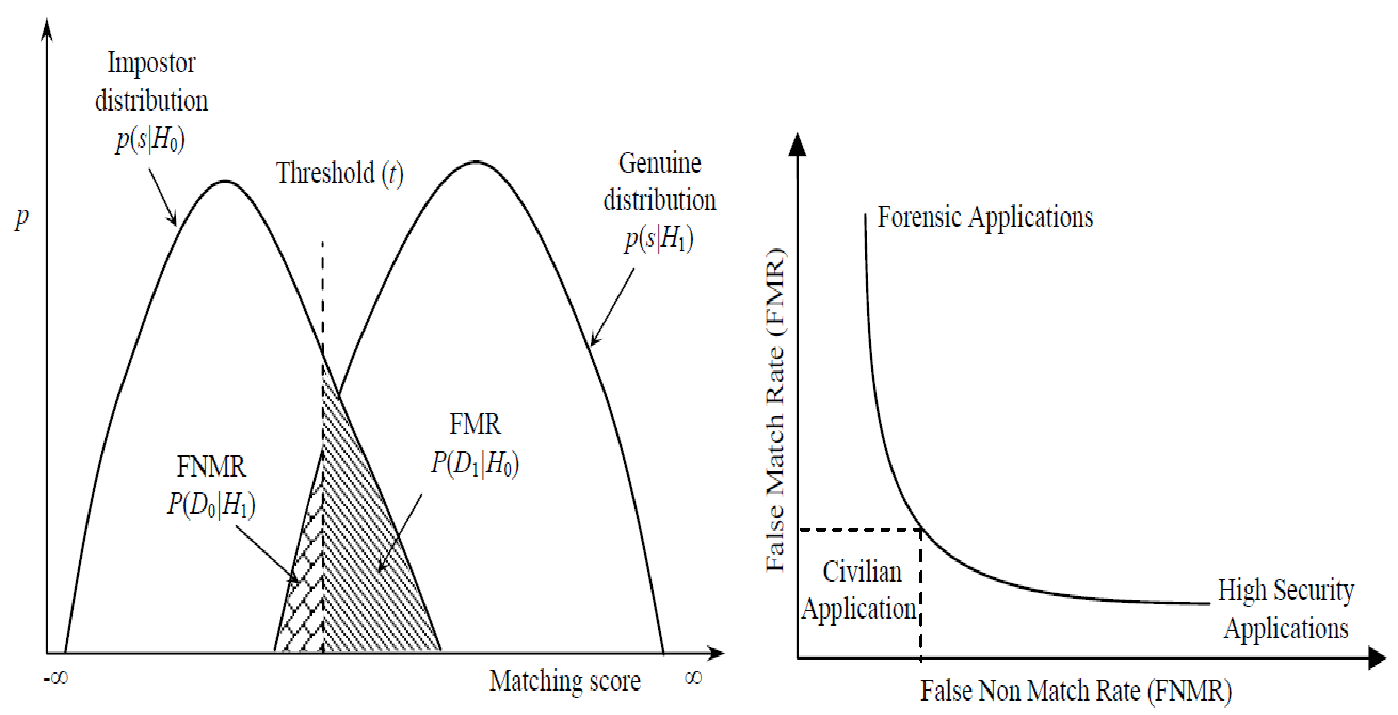 Impostor
distribution
p(s|H0)
Threshold (t)
Genuine
distribution
p(s|H1)
p
FNMR
P(D0|H1)
FMR
P(D1|H0)
-∞
Matching score
∞
False Match Rate (FMR)
Forensic Applications
Civilian
Application
High Security
Applications
False Non Match Rate (FNMR)